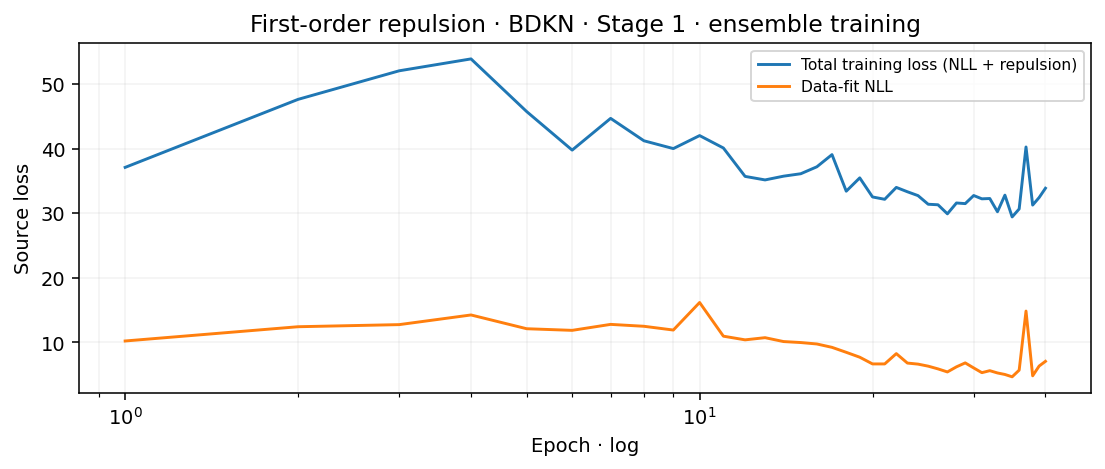 First-order repulsion · BDKN · Stage 1 · ensemble training
Total training loss (NLL + repulsion)
Data-fit NLL
Source loss
50
40
30
20
10
10⁰
10¹
Epoch · log